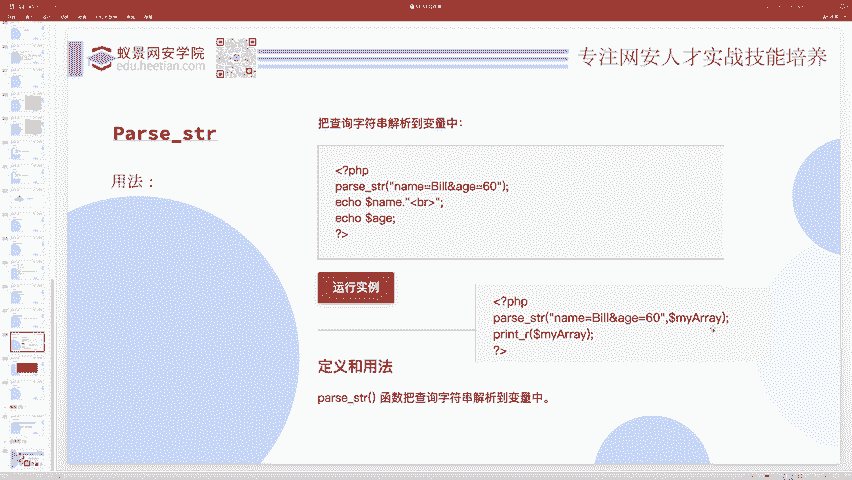 蚁景网安学院
edu.heetian.com
专注网安人才实战技能培养
Parse_str
用法：
把查询字符串解析到变量中:
<?php
parse_str("name=Bill&age=60");
echo $name."<br>";
echo $age;
?>
运行实例
<?php
parse_str("name=Bill&age=60",$myArray);
print_r($myArray);
?>
定义和用法
parse_str() 函数把查询字符串解析到变量中。